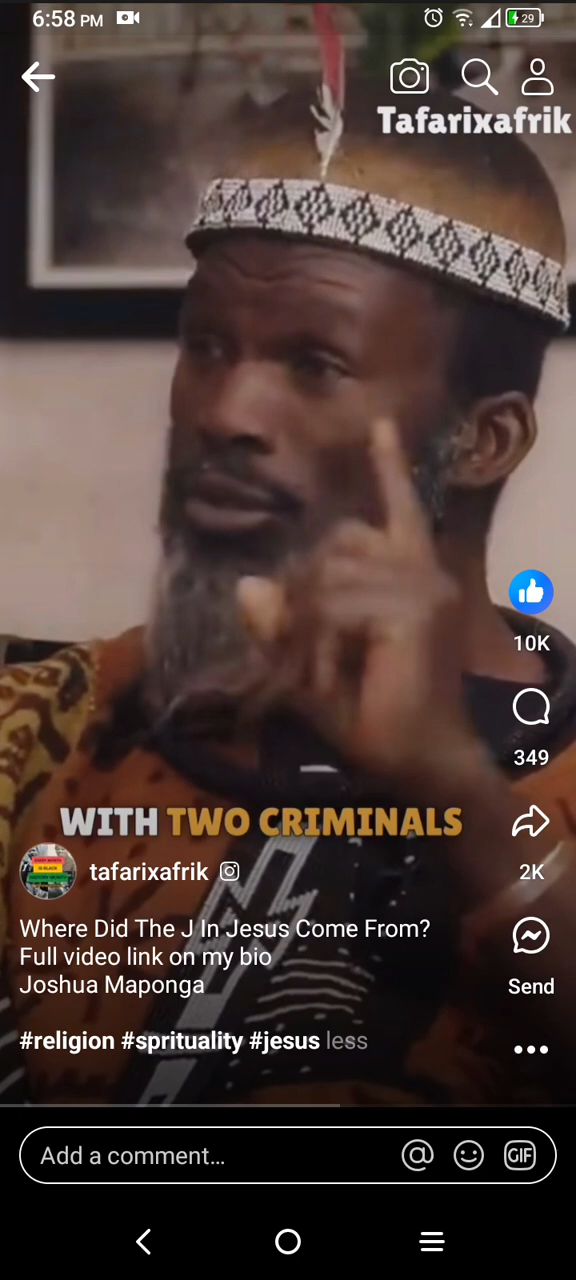 6:58 PM
29
Tafarixafrik
WITH TWO CRIMINALS
tafarixafrik
Where Did The J In Jesus Come From?
Full video link on my bio
Joshua Maponga
#religion #sprituality #jesus less
10K
349
2K
Send
Add a comment...
GIF